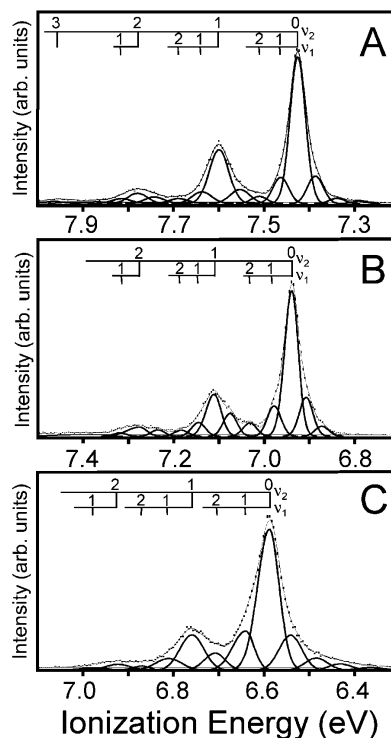 3 2 1 0 ν₂
1 2 1 2 1 ν₁
A
Intensity (arb. units)
7.9 7.7 7.5 7.3
2 1 0 ν₂
1 2 1 2 1 ν₁
B
Intensity (arb. units)
7.4 7.2 7.0 6.8
2 1 0 ν₂
1 2 1 2 1 ν₁
C
Intensity (arb. units)
7.0 6.8 6.6 6.4
Ionization Energy (eV)